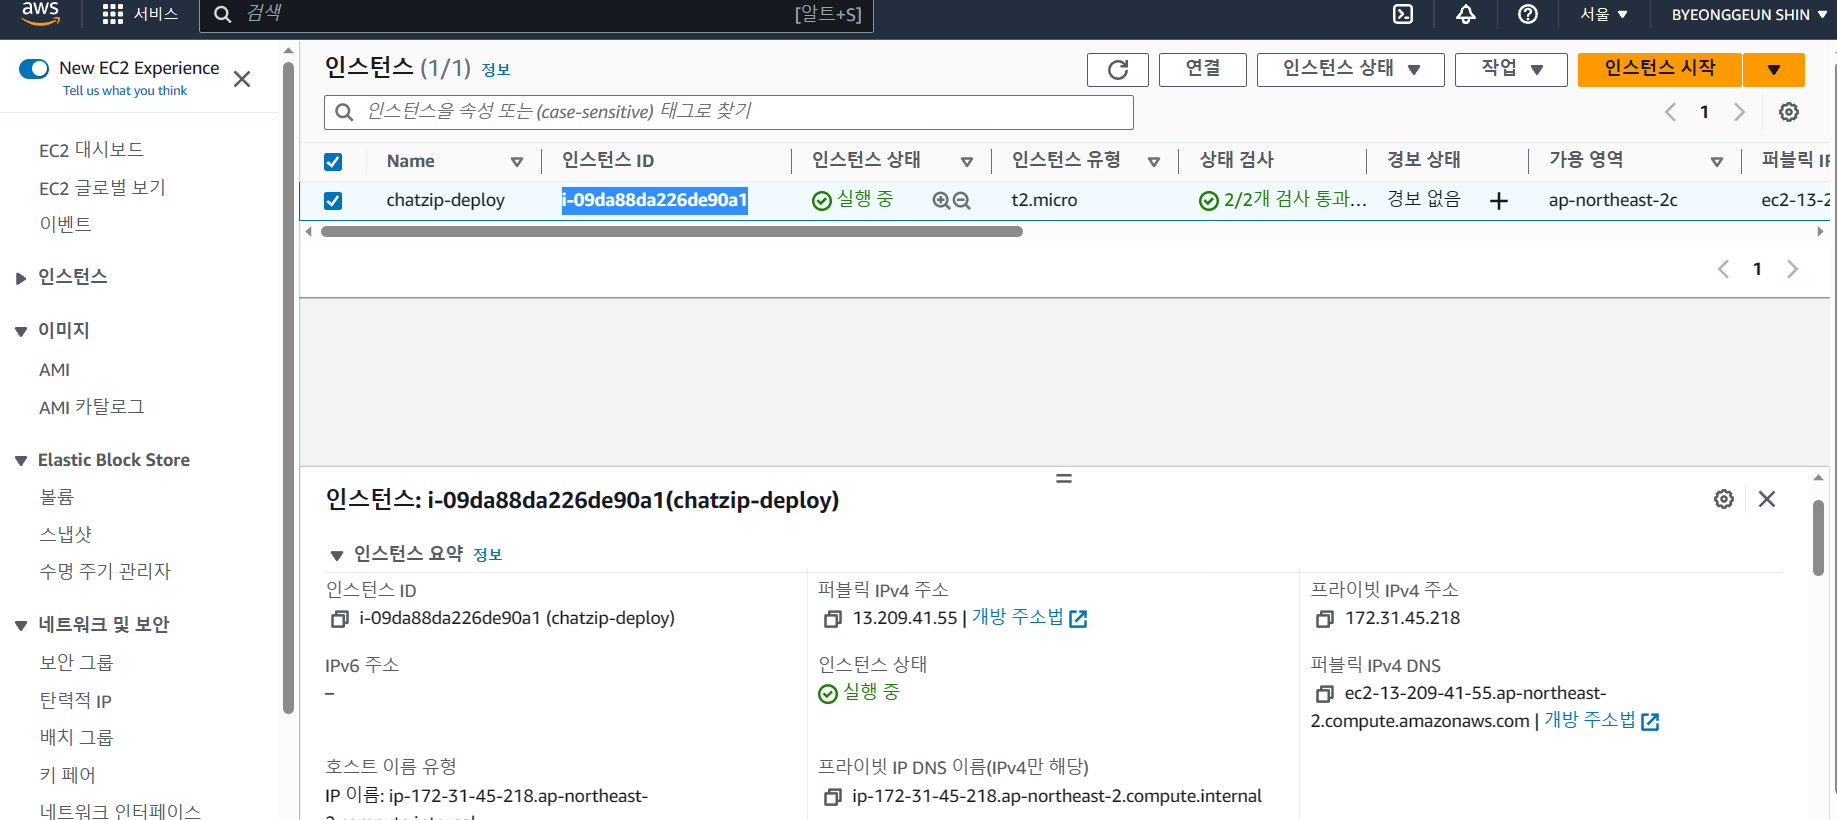 aws 서비스 검색 [알트+S] 서울 BYEONGGEUN SHIN
New EC2 Experience
Tell us what you think
EC2 대시보드
EC2 글로벌 보기
이벤트
인스턴스
이미지
AMI
AMI 카탈로그
Elastic Block Store
볼륨
스냅샷
수명 주기 관리자
네트워크 및 보안
보안 그룹
탄력적 IP
배치 그룹
키 페어
네트워크 인터페이스
인스턴스 (1/1) 정보 연결 인스턴스 상태 작업 인스턴스 시작
인스턴스을 속성 또는 (case-sensitive) 태그로 찾기 1
Name 인스턴스 ID 인스턴스 상태 인스턴스 유형 상태 검사 경보 상태 가용 영역 퍼블릭 IP
chatzip-deploy i-09da88da226de90a1 실행 중 t2.micro 2/2개 검사 통과... 경보 없음 + ap-northeast-2c ec2-13-2
1
인스턴스: i-09da88da226de90a1(chatzip-deploy)
인스턴스 요약 정보
인스턴스 ID
i-09da88da226de90a1 (chatzip-deploy)
퍼블릭 IPv4 주소
13.209.41.55 | 개방 주소법
프라이빗 IPv4 주소
172.31.45.218
IPv6 주소
–
인스턴스 상태
실행 중
퍼블릭 IPv4 DNS
ec2-13-209-41-55.ap-northeast-
2.compute.amazonaws.com | 개방 주소법
호스트 이름 유형
IP 이름: ip-172-31-45-218.ap-northeast-
2.compute.internal
프라이빗 IP DNS 이름(IPv4만 해당)
ip-172-31-45-218.ap-northeast-2.compute.internal